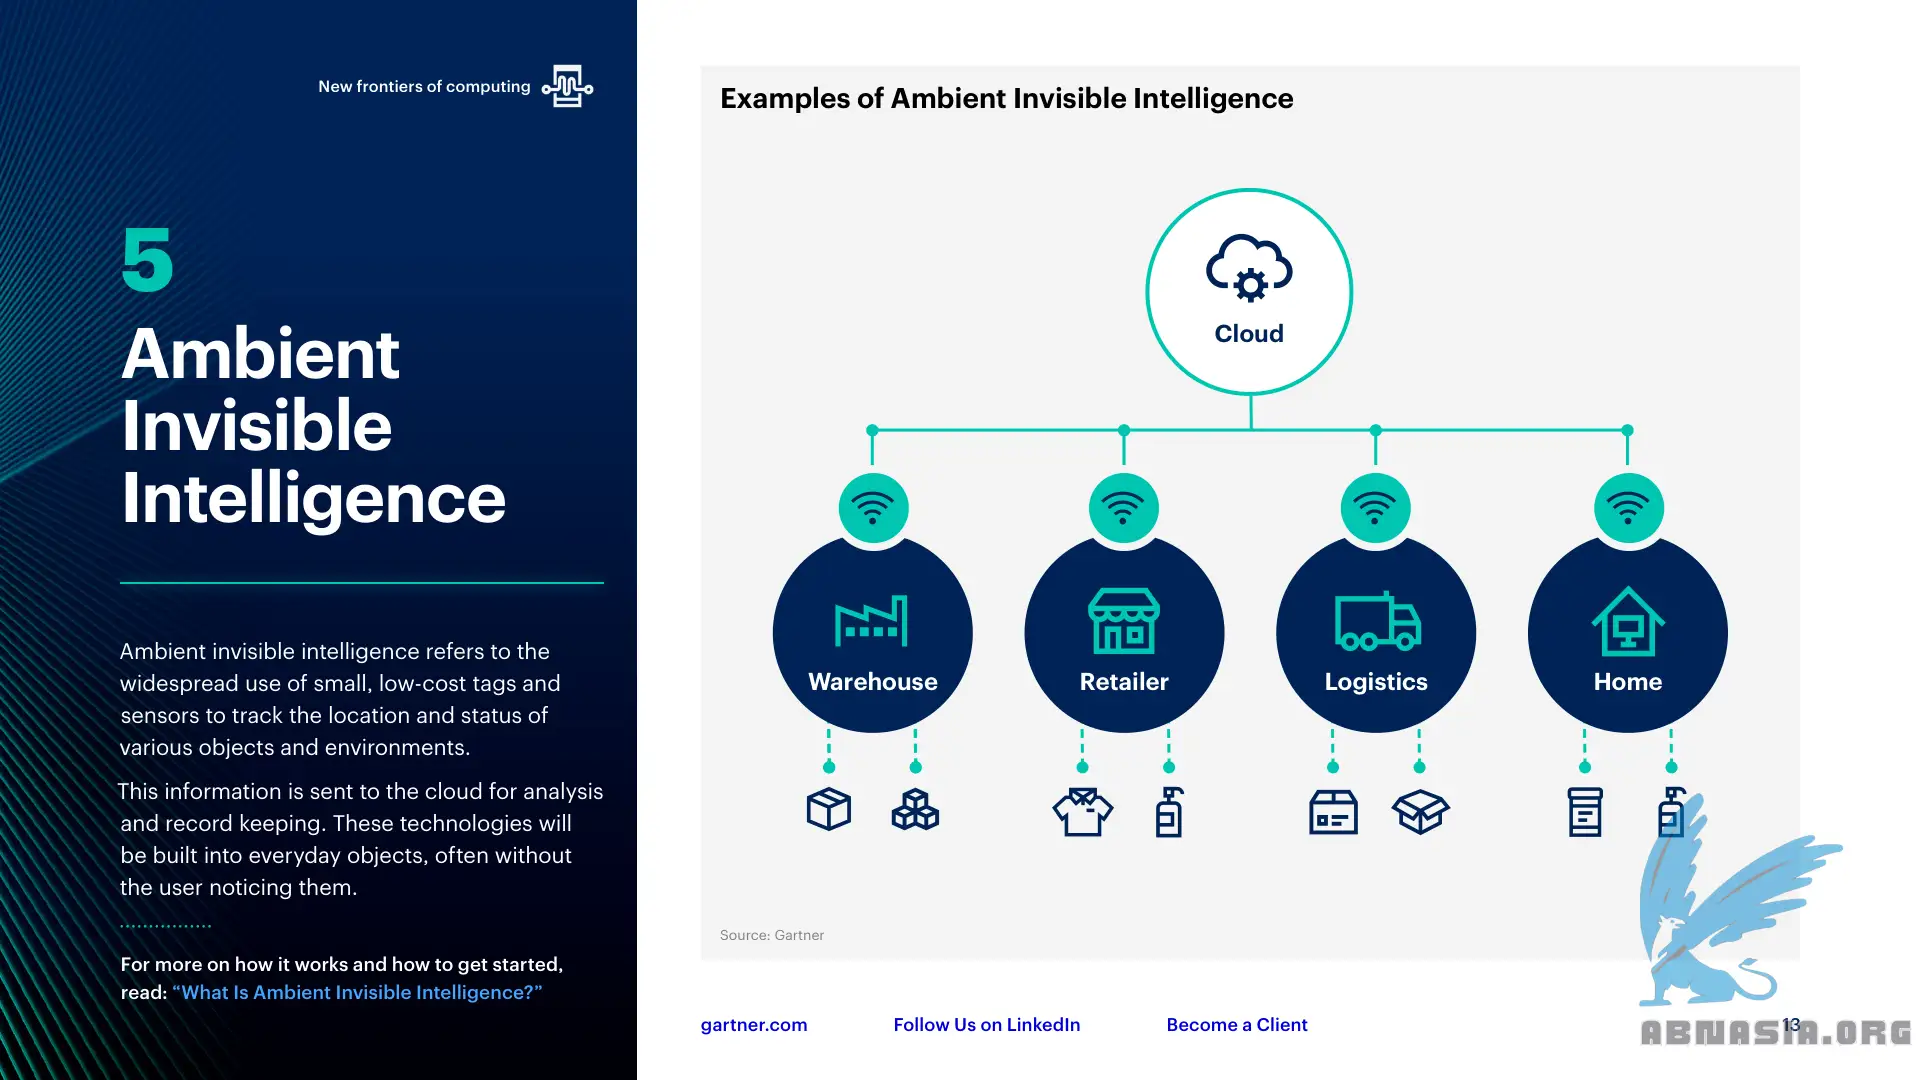 New frontiers of computing
5
Ambient
Invisible
Intelligence
Ambient invisible intelligence refers to the
widespread use of small, low-cost tags and
sensors to track the location and status of
various objects and environments.
This information is sent to the cloud for analysis
and record keeping. These technologies will
be built into everyday objects, often without
the user noticing them.
For more on how it works and how to get started,
read: “What Is Ambient Invisible Intelligence?”
Examples of Ambient Invisible Intelligence
Cloud
Warehouse
Retailer
Logistics
Home
Source: Gartner
gartner.com
Follow Us on LinkedIn
Become a Client
13
ABNASIA.ORG